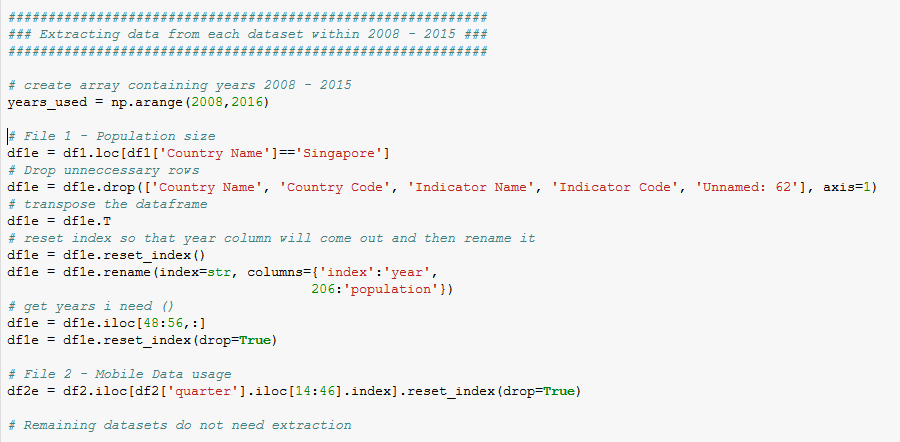 ############################################################
### Extracting data from each dataset within 2008 - 2015 ###
############################################################
# create array containing years 2008 - 2015
years_used = np.arange(2008,2016)
# File 1 - Population size
df1e = df1.loc[df1['Country Name']=='Singapore']
# Drop unneccessary rows
df1e = df1e.drop(['Country Name', 'Country Code', 'Indicator Name', 'Indicator Code', 'Unnamed: 62'], axis=1)
# transpose the dataframe
df1e = df1e.T
# reset index so that year column will come out and then rename it
df1e = df1e.reset_index()
df1e = df1e.rename(index=str, columns={'index':'year',
206:'population'})
# get years i need ()
df1e = df1e.iloc[48:56,:]
df1e = df1e.reset_index(drop=True)
# File 2 - Mobile Data usage
df2e = df2.iloc[df2['quarter'].iloc[14:46].index].reset_index(drop=True)
# Remaining datasets do not need extraction